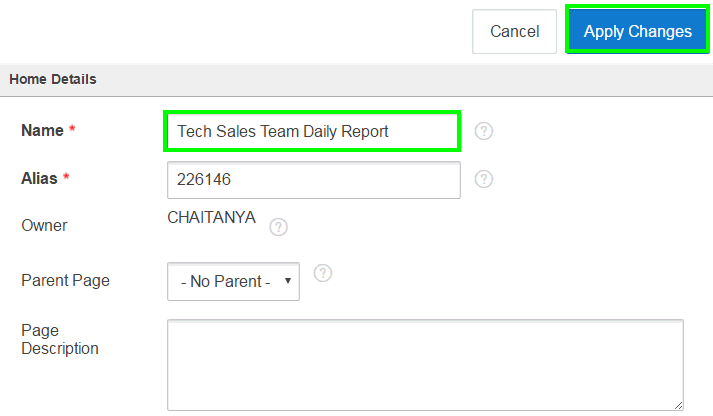 Cancel Apply Changes
Home Details
Name * Tech Sales Team Daily Report ?
Alias * 226146 ?
Owner CHAITANYA ?
Parent Page - No Parent - ?
Page
Description